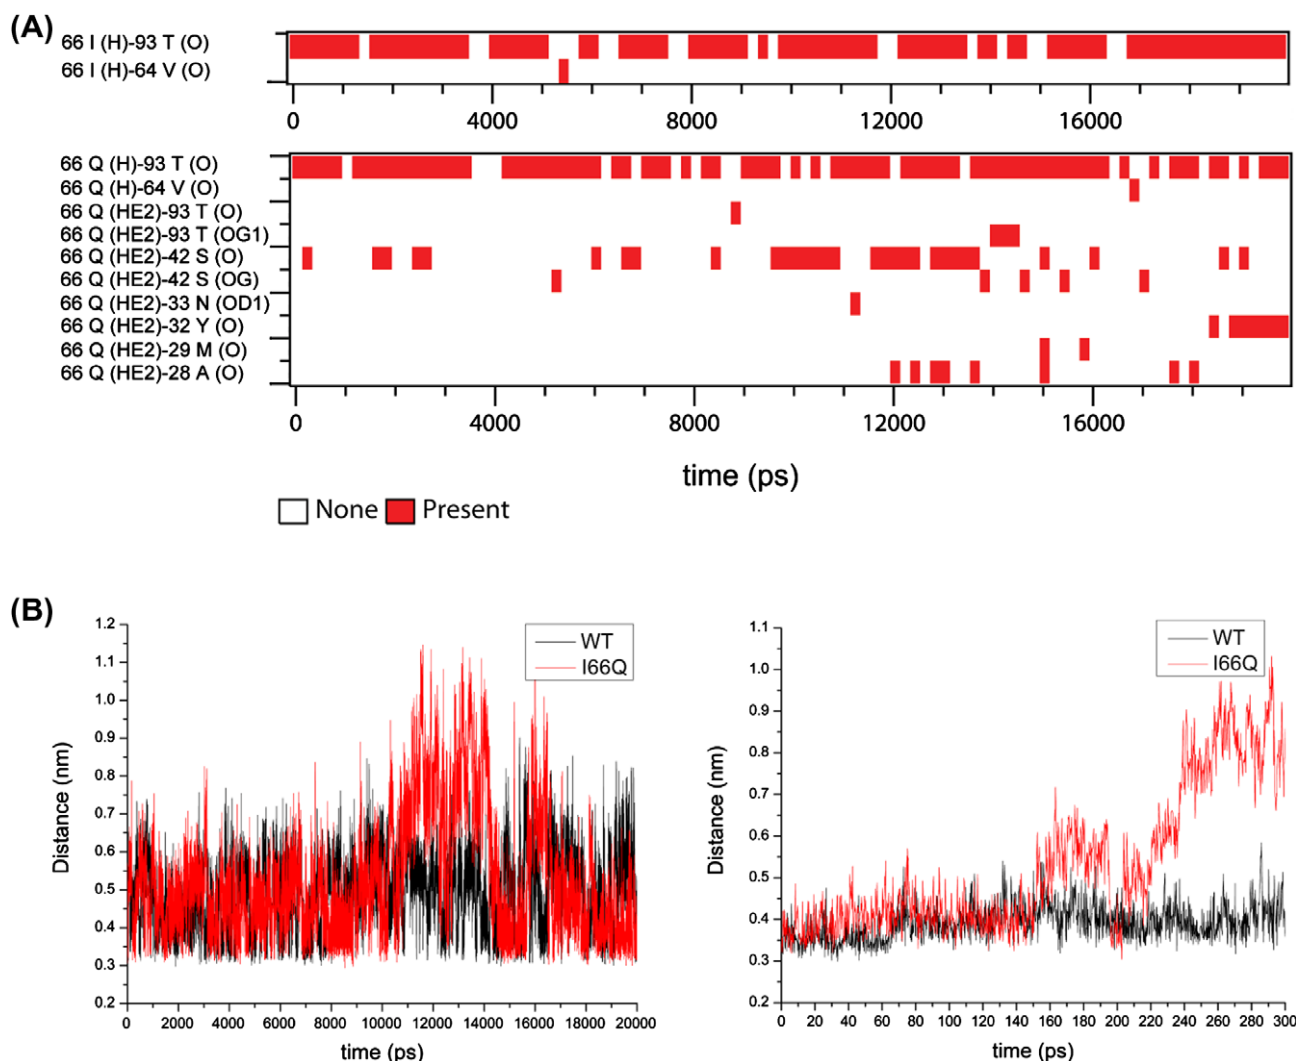 (A)
66 I (H)-93 T (O)
66 I (H)-64 V (O)
0 4000 8000 12000 16000
66 Q (H)-93 T (O)
66 Q (H)-64 V (O)
66 Q (HE2)-93 T (O)
66 Q (HE2)-93 T (OG1)
66 Q (HE2)-42 S (O)
66 Q (HE2)-42 S (OG)
66 Q (HE2)-33 N (OD1)
66 Q (HE2)-32 Y (O)
66 Q (HE2)-29 M (O)
66 Q (HE2)-28 A (O)
0 4000 8000 12000 16000
time (ps)
None Present
(B)
1.2
1.1
1.0
0.9
0.8
0.7
0.6
0.5
0.4
0.3
0.2
Distance (nm)
WT
I66Q
0 2000 4000 6000 8000 10000 12000 14000 16000 18000 20000
time (ps)
1.1
1.0
0.9
0.8
0.7
0.6
0.5
0.4
0.3
0.2
Distance (nm)
WT
I66Q
0 20 40 60 80 100 120 140 160 180 200 220 240 260 280 300
time (ps)